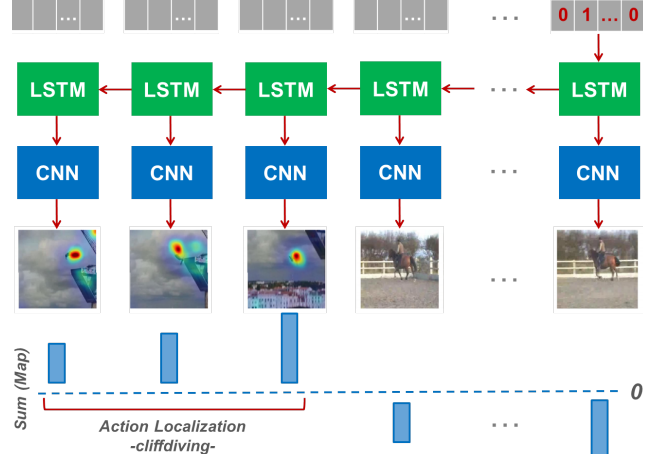 ... ... ... ... ... 0 1 ... 0
LSTM LSTM LSTM LSTM ... LSTM
CNN CNN CNN CNN ... CNN
...
Sum (Map)
0
Action Localization
-cliffdiving-
...